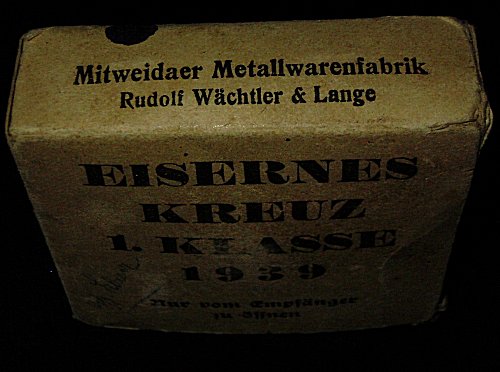 Mitweidaer Metallwarenfabrik
Rudolf Wächtler & Lange
EISERNES
KREUZ
1. KLASSE
1939
Nur vom Empfänger
zu öffnen